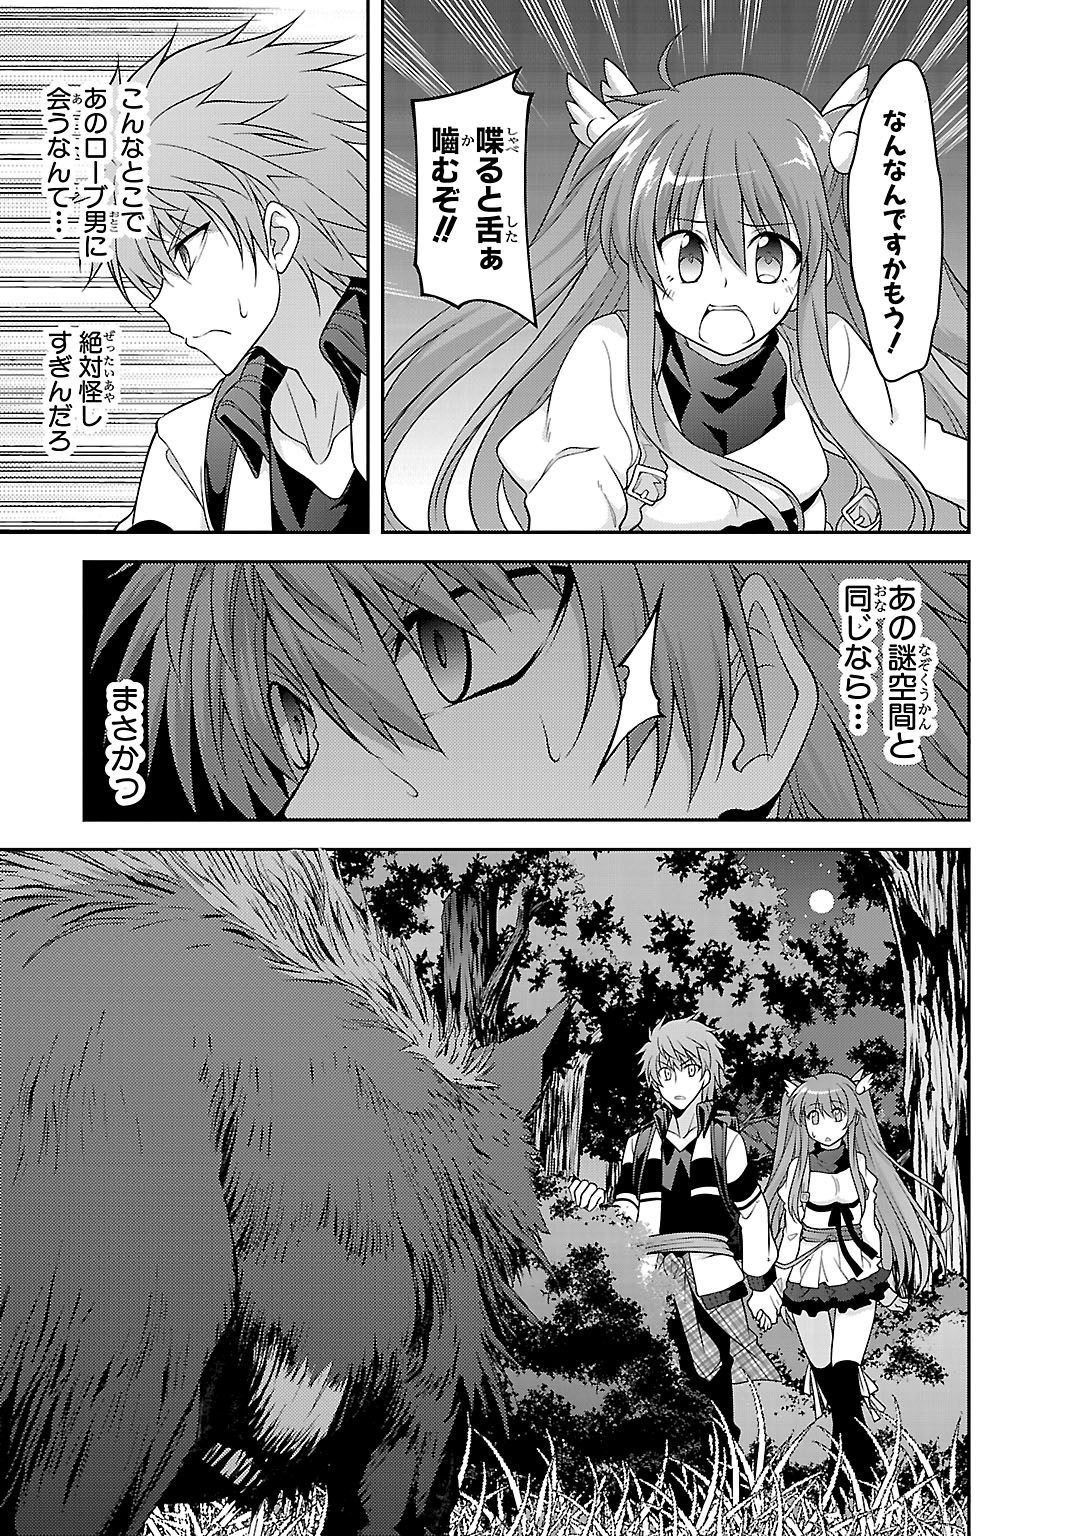 なんなんですかもう！
喋ると舌ぁ
噛むぞ!!
こんなとこで
あのローブ男に
会うなんて…
絶対怪し
すぎんだろ
あの謎空間と
同じなら…
まさかっ